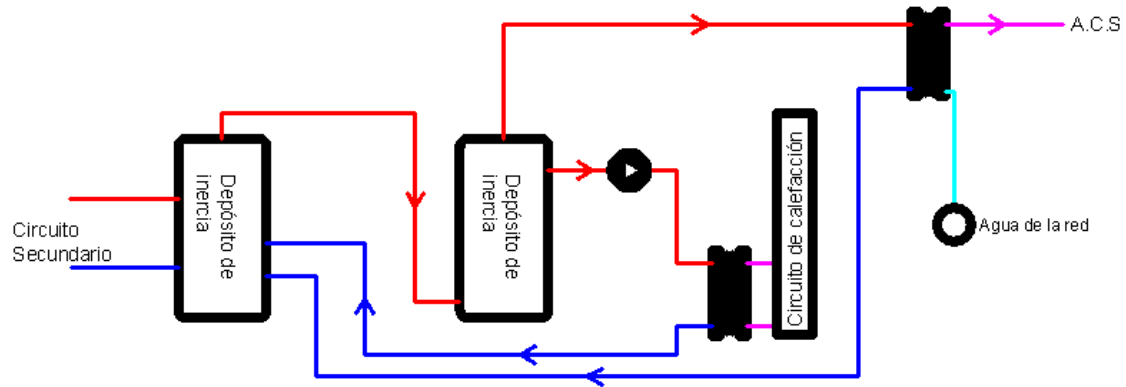 A.C.S
Depósito de
inercia
Depósito de
inercia
Circuito de calefacción
Circuito
Secundario
Agua de la red